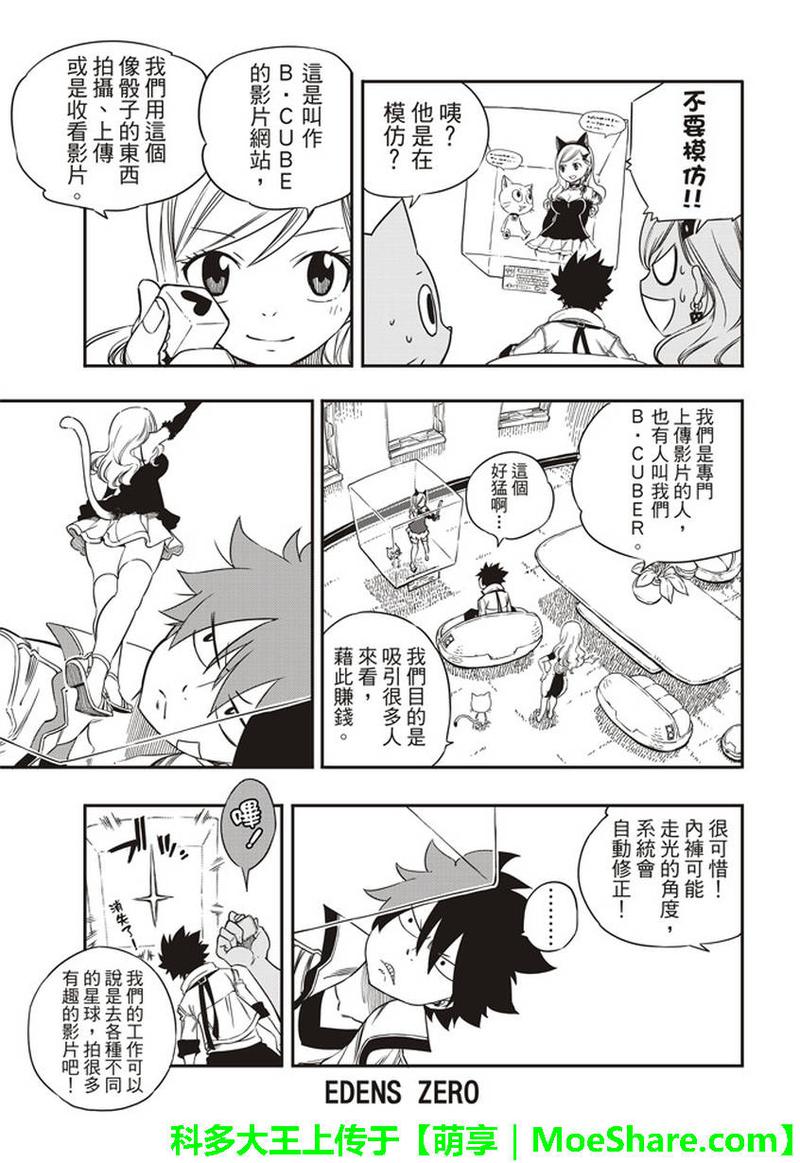 不要模仿!!
咦?
他是在
模仿?
這是叫作
B・CUBE
的影片網站，
我們用這個
像骰子的東西
拍攝、上傳
或是收看影片。
我們是專門
上傳影片的人，
也有人叫我們
B・CUBER。
這個
好猛啊…
我們目的是
吸引很多人
來看，
藉此賺錢。
B
很可惜！
內褲可能
走光的角度，
系統會
自動修正！
………
嗶！
消失了！
我們的工作可以
說是去各種不同
的星球，拍很多
有趣的影片吧！
EDENS ZERO
科多大王上传于【萌享｜MoeShare.com】